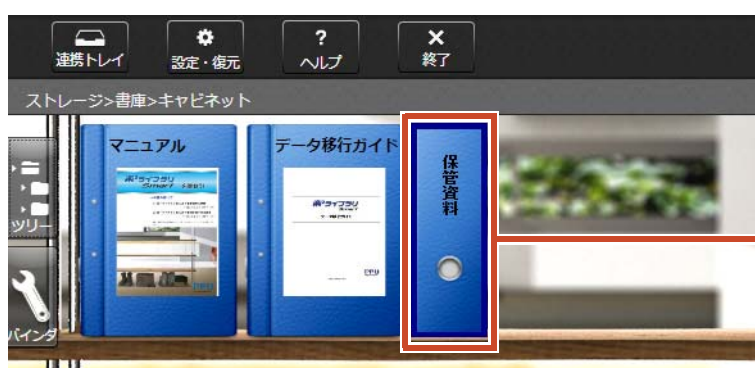 連携トレイ
設定・復元
?
ヘルプ
終了
ストレージ>書庫>キャビネット
マニュアル
データ移行ガイド
保管資料
ツリー
バインダ